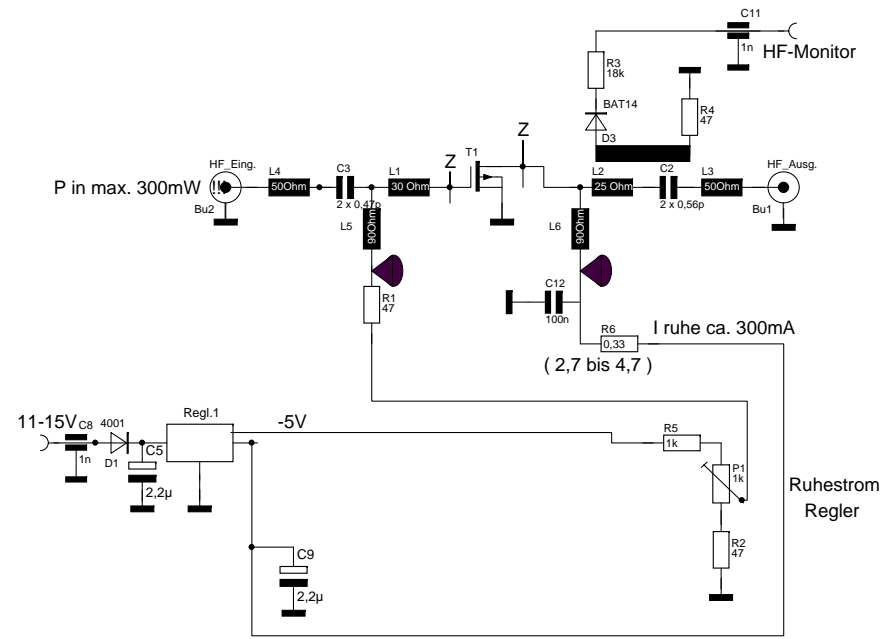 C11
1n
HF-Monitor
R3
18k
BAT14
D3
R4
47
Z
Z
T1
HF_Eing.
P in max. 300mW !!!
Bu2
L4
50Ohm
C3
2 x 0,47p
L1
30 Ohm
L2
25 Ohm
C2
2 x 0,56p
L3
50Ohm
HF_Ausg.
Bu1
L5
90Ohm
L6
90Ohm
R1
47
C12
100n
R6
0,33
I ruhe ca. 300mA
( 2,7 bis 4,7 )
11-15V
C8
1n
4001
D1
C5
2,2µ
Regl.1
-5V
R5
1k
P1
1k
Ruhestrom
Regler
R2
47
C9
2,2µ